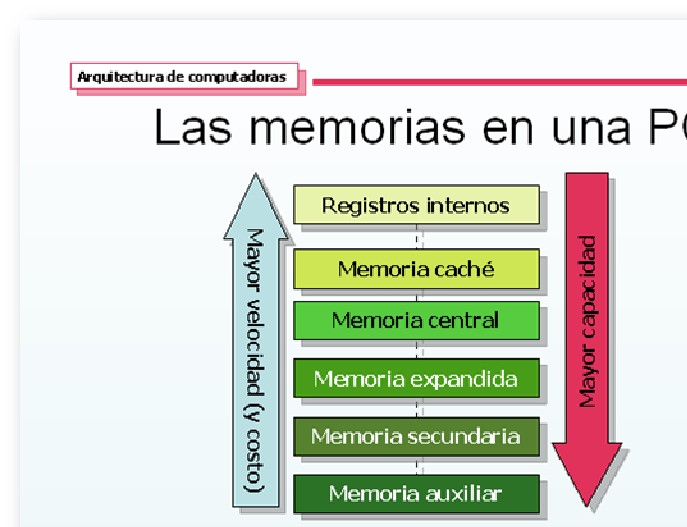 Arquitectura de computadoras
Las memorias en una P
Mayor velocidad (y costo)
Registros internos
Memoria caché
Memoria central
Memoria expandida
Memoria secundaria
Memoria auxiliar
Mayor capacidad